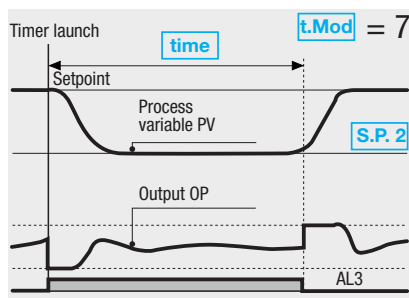 Timer launch
t.Mod = 7
time
Setpoint
Process
variable PV
S.P. 2
Output OP
AL3